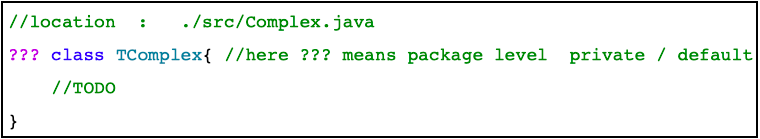 //location  :   ./src/Complex.java
??? class TComplex{ //here ??? means package level  private / default
    //TODO
}